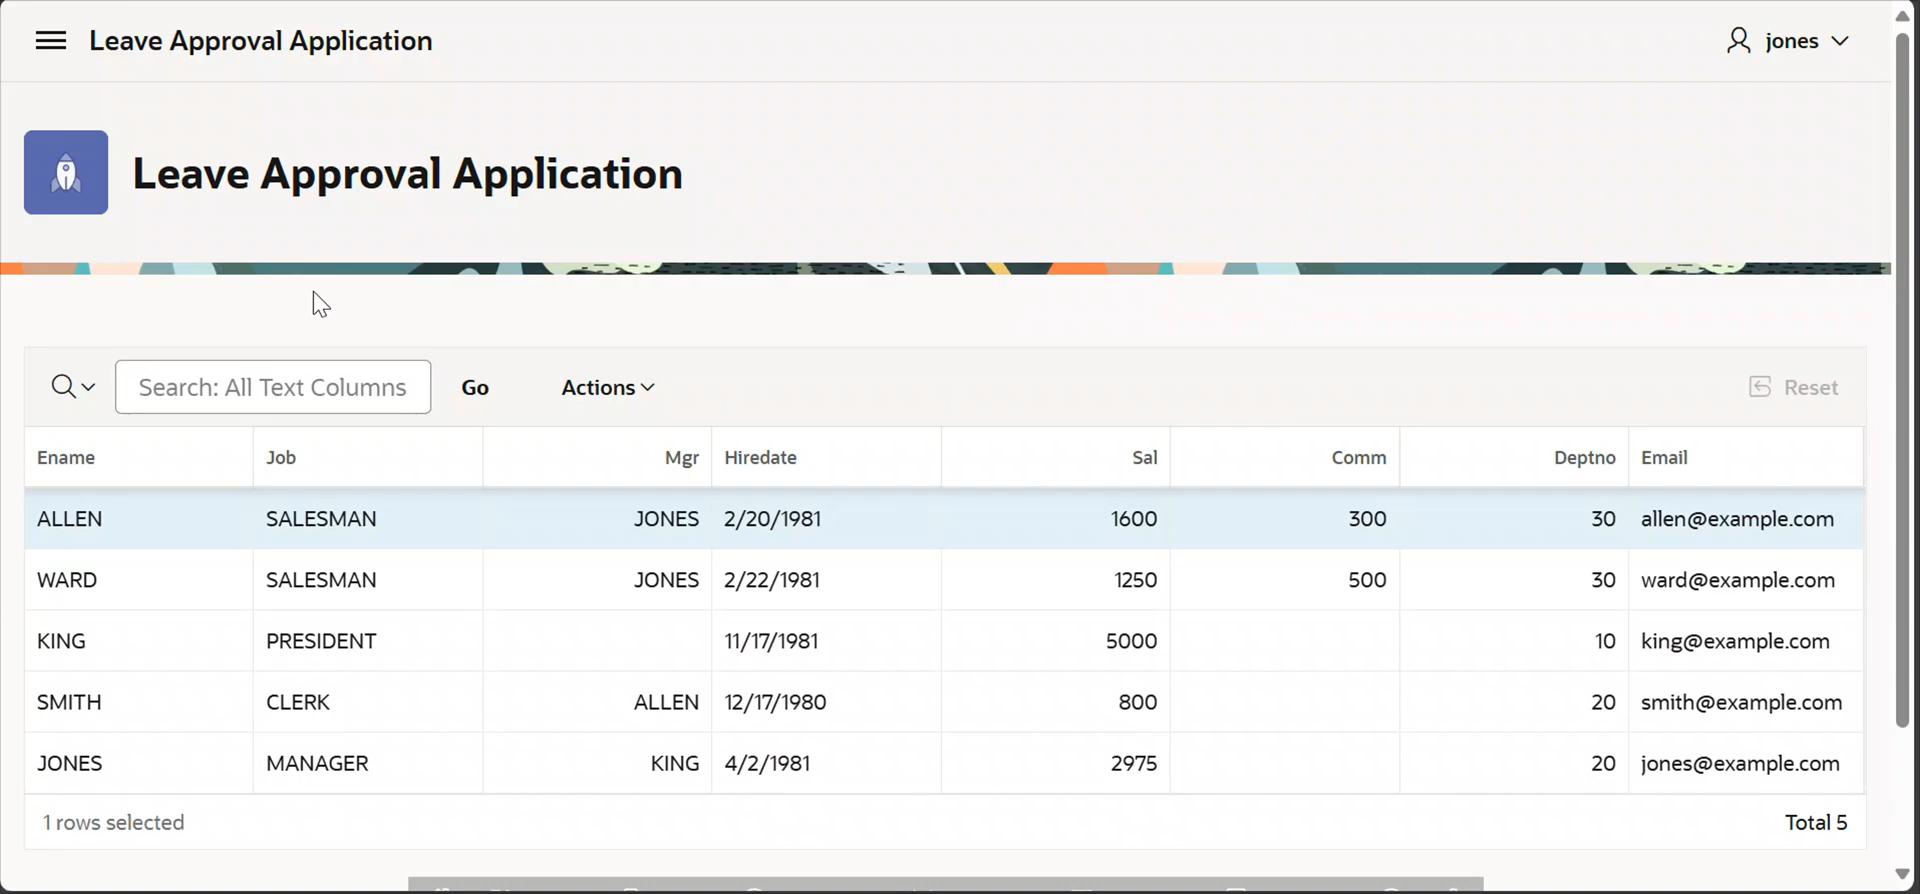 Leave Approval Application
jones
Leave Approval Application
Search: All Text Columns
Go
Actions
Reset
Ename Job Mgr Hiredate Sal Comm Deptno Email
ALLEN SALESMAN JONES 2/20/1981 1600 300 30 allen@example.com
WARD SALESMAN JONES 2/22/1981 1250 500 30 ward@example.com
KING PRESIDENT 11/17/1981 5000 10 king@example.com
SMITH CLERK ALLEN 12/17/1980 800 20 smith@example.com
JONES MANAGER KING 4/2/1981 2975 20 jones@example.com
1 rows selected
Total 5